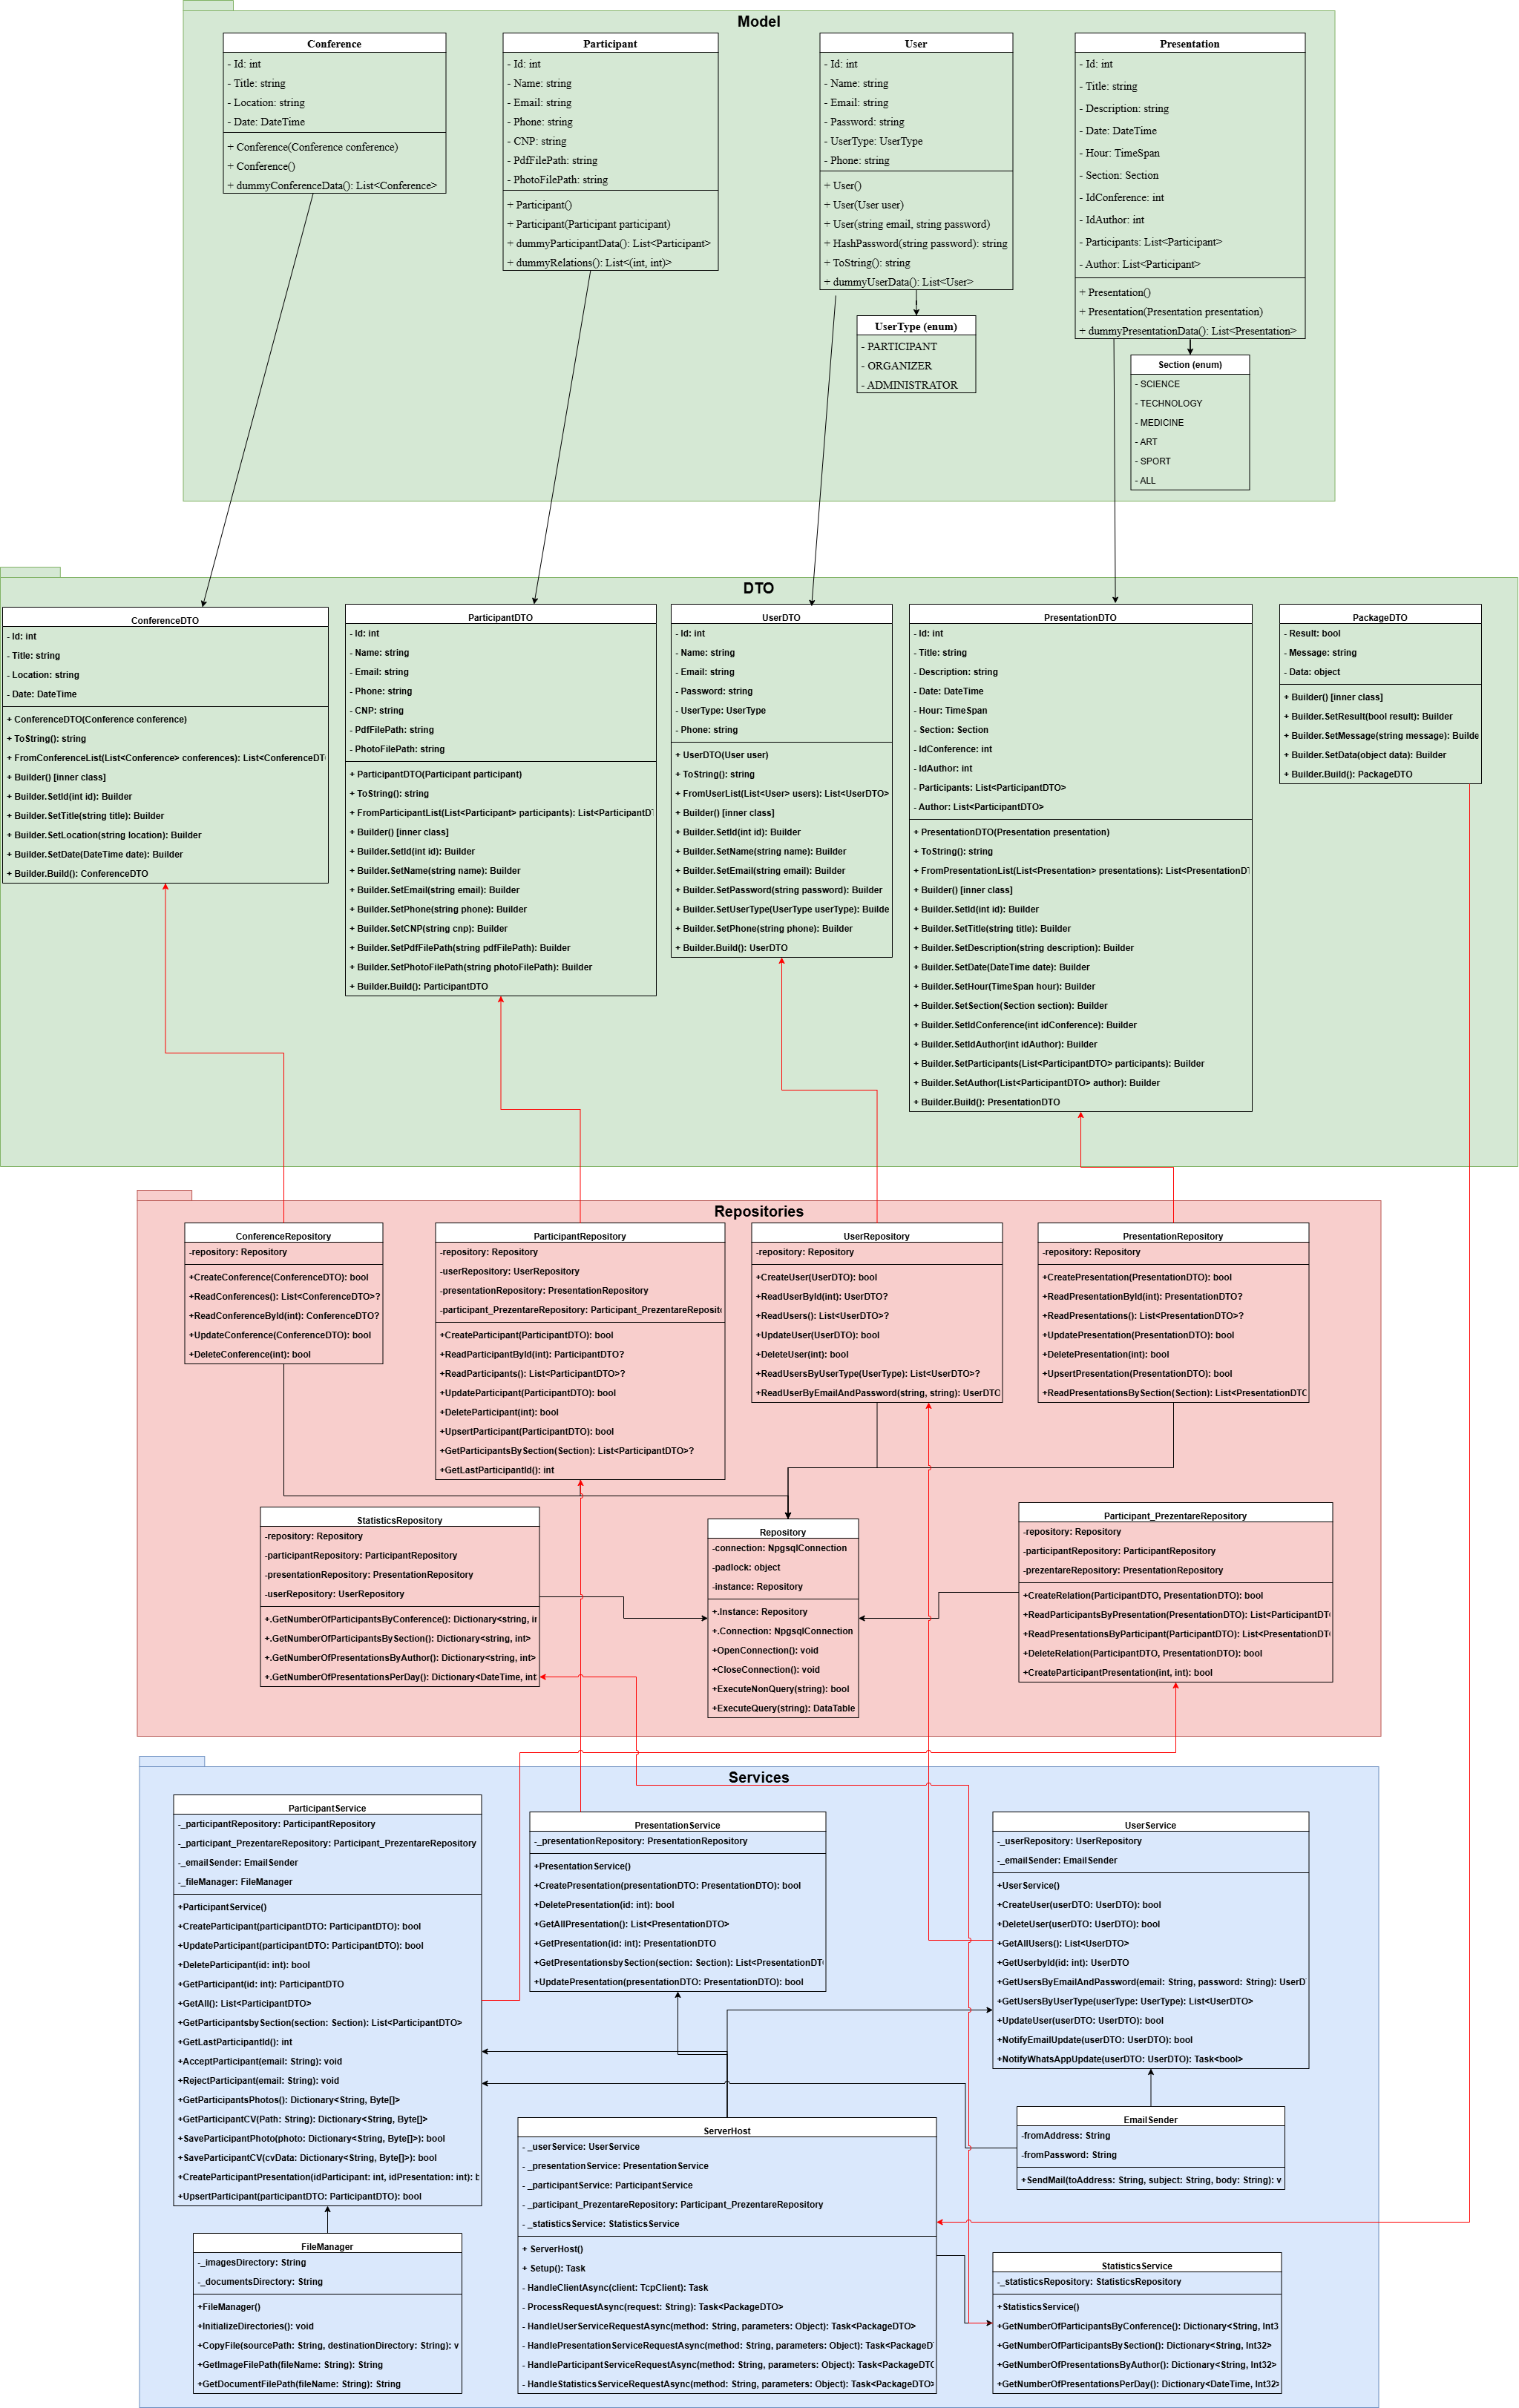 Model
Conference
- Id: int
- Title: string
- Location: string
- Date: DateTime
+ Conference(Conference conference)
+ Conference()
+ dummyConferenceData(): List<Conference>
Participant
- Id: int
- Name: string
- Email: string
- Phone: string
- CNP: string
- PdfFilePath: string
- PhotoFilePath: string
+ Participant()
+ Participant(Participant participant)
+ dummyParticipantData(): List<Participant>
+ dummyRelations(): List<(int, int)>
User
- Id: int
- Name: string
- Email: string
- Password: string
- UserType: UserType
- Phone: string
+ User()
+ User(User user)
+ User(string email, string password)
+ HashPassword(string password): string
+ ToString(): string
+ dummyUserData(): List<User>
UserType (enum)
- PARTICIPANT
- ORGANIZER
- ADMINISTRATOR
Presentation
- Id: int
- Title: string
- Description: string
- Date: DateTime
- Hour: TimeSpan
- Section: Section
- IdConference: int
- IdAuthor: int
- Participants: List<Participant>
- Author: List<Participant>
+ Presentation()
+ Presentation(Presentation presentation)
+ dummyPresentationData(): List<Presentation>
Section (enum)
- SCIENCE
- TECHNOLOGY
- MEDICINE
- ART
- SPORT
- ALL
DTO
ConferenceDTO
- Id: int
- Title: string
- Location: string
- Date: DateTime
+ ConferenceDTO(Conference conference)
+ ToString(): string
+ FromConferenceList(List<Conference> conferences): List<ConferenceDT
+ Builder() [inner class]
+ Builder.SetId(int id): Builder
+ Builder.SetTitle(string title): Builder
+ Builder.SetLocation(string location): Builder
+ Builder.SetDate(DateTime date): Builder
+ Builder.Build(): ConferenceDTO
ParticipantDTO
- Id: int
- Name: string
- Email: string
- Phone: string
- CNP: string
- PdfFilePath: string
- PhotoFilePath: string
+ ParticipantDTO(Participant participant)
+ ToString(): string
+ FromParticipantList(List<Participant> participants): List<ParticipantD
+ Builder() [inner class]
+ Builder.SetId(int id): Builder
+ Builder.SetName(string name): Builder
+ Builder.SetEmail(string email): Builder
+ Builder.SetPhone(string phone): Builder
+ Builder.SetCNP(string cnp): Builder
+ Builder.SetPdfFilePath(string pdfFilePath): Builder
+ Builder.SetPhotoFilePath(string photoFilePath): Builder
+ Builder.Build(): ParticipantDTO
UserDTO
- Id: int
- Name: string
- Email: string
- Password: string
- UserType: UserType
- Phone: string
+ UserDTO(User user)
+ ToString(): string
+ FromUserList(List<User> users): List<UserDTO>
+ Builder() [inner class]
+ Builder.SetId(int id): Builder
+ Builder.SetName(string name): Builder
+ Builder.SetEmail(string email): Builder
+ Builder.SetPassword(string password): Builder
+ Builder.SetUserType(UserType userType): Builde
+ Builder.SetPhone(string phone): Builder
+ Builder.Build(): UserDTO
PresentationDTO
- Id: int
- Title: string
- Description: string
- Date: DateTime
- Hour: TimeSpan
- Section: Section
- IdConference: int
- IdAuthor: int
- Participants: List<ParticipantDTO>
- Author: List<ParticipantDTO>
+ PresentationDTO(Presentation presentation)
+ ToString(): string
+ FromPresentationList(List<Presentation> presentations): List<PresentationD
+ Builder() [inner class]
+ Builder.SetId(int id): Builder
+ Builder.SetTitle(string title): Builder
+ Builder.SetDescription(string description): Builder
+ Builder.SetDate(DateTime date): Builder
+ Builder.SetHour(TimeSpan hour): Builder
+ Builder.SetSection(Section section): Builder
+ Builder.SetIdConference(int idConference): Builder
+ Builder.SetIdAuthor(int idAuthor): Builder
+ Builder.SetParticipants(List<ParticipantDTO> participants): Builder
+ Builder.SetAuthor(List<ParticipantDTO> author): Builder
+ Builder.Build(): PresentationDTO
PackageDTO
- Result: bool
- Message: string
- Data: object
+ Builder() [inner class]
+ Builder.SetResult(bool result): Builder
+ Builder.SetMessage(string message): Builde
+ Builder.SetData(object data): Builder
+ Builder.Build(): PackageDTO
Repositories
ConferenceRepository
-repository: Repository
+CreateConference(ConferenceDTO): bool
+ReadConferences(): List<ConferenceDTO>?
+ReadConferenceById(int): ConferenceDTO?
+UpdateConference(ConferenceDTO): bool
+DeleteConference(int): bool
ParticipantRepository
-repository: Repository
-userRepository: UserRepository
-presentationRepository: PresentationRepository
-participant_PrezentareRepository: Participant_PrezentareReposit
+CreateParticipant(ParticipantDTO): bool
+ReadParticipantById(int): ParticipantDTO?
+ReadParticipants(): List<ParticipantDTO>?
+UpdateParticipant(ParticipantDTO): bool
+DeleteParticipant(int): bool
+UpsertParticipant(ParticipantDTO): bool
+GetParticipantsBySection(Section): List<ParticipantDTO>?
+GetLastParticipantId(): int
UserRepository
-repository: Repository
+CreateUser(UserDTO): bool
+ReadUserById(int): UserDTO?
+ReadUsers(): List<UserDTO>?
+UpdateUser(UserDTO): bool
+DeleteUser(int): bool
+ReadUsersByUserType(UserType): List<UserDTO>?
+ReadUserByEmailAndPassword(string, string): UserDTO
PresentationRepository
-repository: Repository
+CreatePresentation(PresentationDTO): bool
+ReadPresentationById(int): PresentationDTO?
+ReadPresentations(): List<PresentationDTO>?
+UpdatePresentation(PresentationDTO): bool
+DeletePresentation(int): bool
+UpsertPresentation(PresentationDTO): bool
+ReadPresentationsBySection(Section): List<PresentationDTO
StatisticsRepository
-repository: Repository
-participantRepository: ParticipantRepository
-presentationRepository: PresentationRepository
-userRepository: UserRepository
+.GetNumberOfParticipantsByConference(): Dictionary<string, in
+.GetNumberOfParticipantsBySection(): Dictionary<string, int>
+.GetNumberOfPresentationsByAuthor(): Dictionary<string, int>
+.GetNumberOfPresentationsPerDay(): Dictionary<DateTime, int
Repository
-connection: NpgsqlConnection
-padlock: object
-instance: Repository
+.Instance: Repository
+.Connection: NpgsqlConnection
+OpenConnection(): void
+CloseConnection(): void
+ExecuteNonQuery(string): bool
+ExecuteQuery(string): DataTable
Participant_PrezentareRepository
-repository: Repository
-participantRepository: ParticipantRepository
-prezentareRepository: PresentationRepository
+CreateRelation(ParticipantDTO, PresentationDTO): bool
+ReadParticipantsByPresentation(PresentationDTO): List<ParticipantDT
+ReadPresentationsByParticipant(ParticipantDTO): List<PresentationDT
+DeleteRelation(ParticipantDTO, PresentationDTO): bool
+CreateParticipantPresentation(int, int): bool
Services
ParticipantService
-_participantRepository: ParticipantRepository
-_participant_PrezentareRepository: Participant_PrezentareRepository
-_emailSender: EmailSender
-_fileManager: FileManager
+ParticipantService()
+CreateParticipant(participantDTO: ParticipantDTO): bool
+UpdateParticipant(participantDTO: ParticipantDTO): bool
+DeleteParticipant(id: int): bool
+GetParticipant(id: int): ParticipantDTO
+GetAll(): List<ParticipantDTO>
+GetParticipantsbySection(section: Section): List<ParticipantDTO>
+GetLastParticipantId(): int
+AcceptParticipant(email: String): void
+RejectParticipant(email: String): void
+GetParticipantsPhotos(): Dictionary<String, Byte[]>
+GetParticipantCV(Path: String): Dictionary<String, Byte[]>
+SaveParticipantPhoto(photo: Dictionary<String, Byte[]>): bool
+SaveParticipantCV(cvData: Dictionary<String, Byte[]>): bool
+CreateParticipantPresentation(idParticipant: int, idPresentation: int): b
+UpsertParticipant(participantDTO: ParticipantDTO): bool
PresentationService
-_presentationRepository: PresentationRepository
+PresentationService()
+CreatePresentation(presentationDTO: PresentationDTO): bool
+DeletePresentation(id: int): bool
+GetAllPresentation(): List<PresentationDTO>
+GetPresentation(id: int): PresentationDTO
+GetPresentationsbySection(section: Section): List<PresentationDT
+UpdatePresentation(presentationDTO: PresentationDTO): bool
UserService
-_userRepository: UserRepository
-_emailSender: EmailSender
+UserService()
+CreateUser(userDTO: UserDTO): bool
+DeleteUser(userDTO: UserDTO): bool
+GetAllUsers(): List<UserDTO>
+GetUserbyId(id: int): UserDTO
+GetUsersByEmailAndPassword(email: String, password: String): UserD
+GetUsersByUserType(userType: UserType): List<UserDTO>
+UpdateUser(userDTO: UserDTO): bool
+NotifyEmailUpdate(userDTO: UserDTO): bool
+NotifyWhatsAppUpdate(userDTO: UserDTO): Task<bool>
EmailSender
-fromAddress: String
-fromPassword: String
+SendMail(toAddress: String, subject: String, body: String): v
ServerHost
- _userService: UserService
- _presentationService: PresentationService
- _participantService: ParticipantService
- _participant_PrezentareRepository: Participant_PrezentareRepository
- _statisticsService: StatisticsService
+ ServerHost()
+ Setup(): Task
- HandleClientAsync(client: TcpClient): Task
- ProcessRequestAsync(request: String): Task<PackageDTO>
- HandleUserServiceRequestAsync(method: String, parameters: Object): Task<PackageDTO>
- HandlePresentationServiceRequestAsync(method: String, parameters: Object): Task<PackageD
- HandleParticipantServiceRequestAsync(method: String, parameters: Object): Task<PackageDTO
- HandleStatisticsServiceRequestAsync(method: String, parameters: Object): Task<PackageDTO>
FileManager
-_imagesDirectory: String
-_documentsDirectory: String
+FileManager()
+InitializeDirectories(): void
+CopyFile(sourcePath: String, destinationDirectory: String): v
+GetImageFilePath(fileName: String): String
+GetDocumentFilePath(fileName: String): String
StatisticsService
-_statisticsRepository: StatisticsRepository
+StatisticsService()
+GetNumberOfParticipantsByConference(): Dictionary<String, Int3
+GetNumberOfParticipantsBySection(): Dictionary<String, Int32>
+GetNumberOfPresentationsByAuthor(): Dictionary<String, Int32>
+GetNumberOfPresentationsPerDay(): Dictionary<DateTime, Int32>